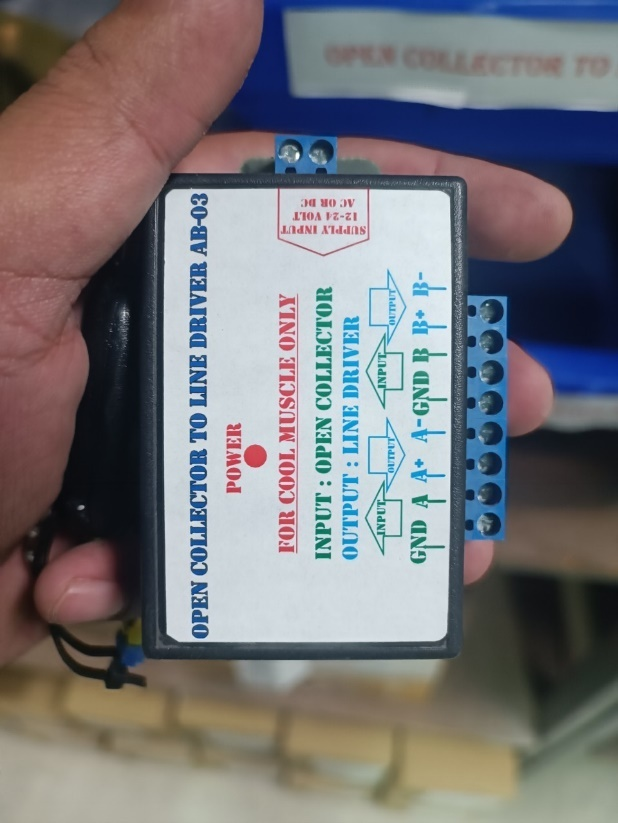 OPEN COLLECTOR TO
OPEN COLLECTOR TO LINE DRIVER AB-03
SUPPLY INPUT
12-24 VOLT
AC OR DC
POWER
FOR COOL MUSCLE ONLY
INPUT : OPEN COLLECTOR
OUTPUT : LINE DRIVER
INPUT
OUTPUT
INPUT
OUTPUT
GND A A+ A- GND B B+ B-